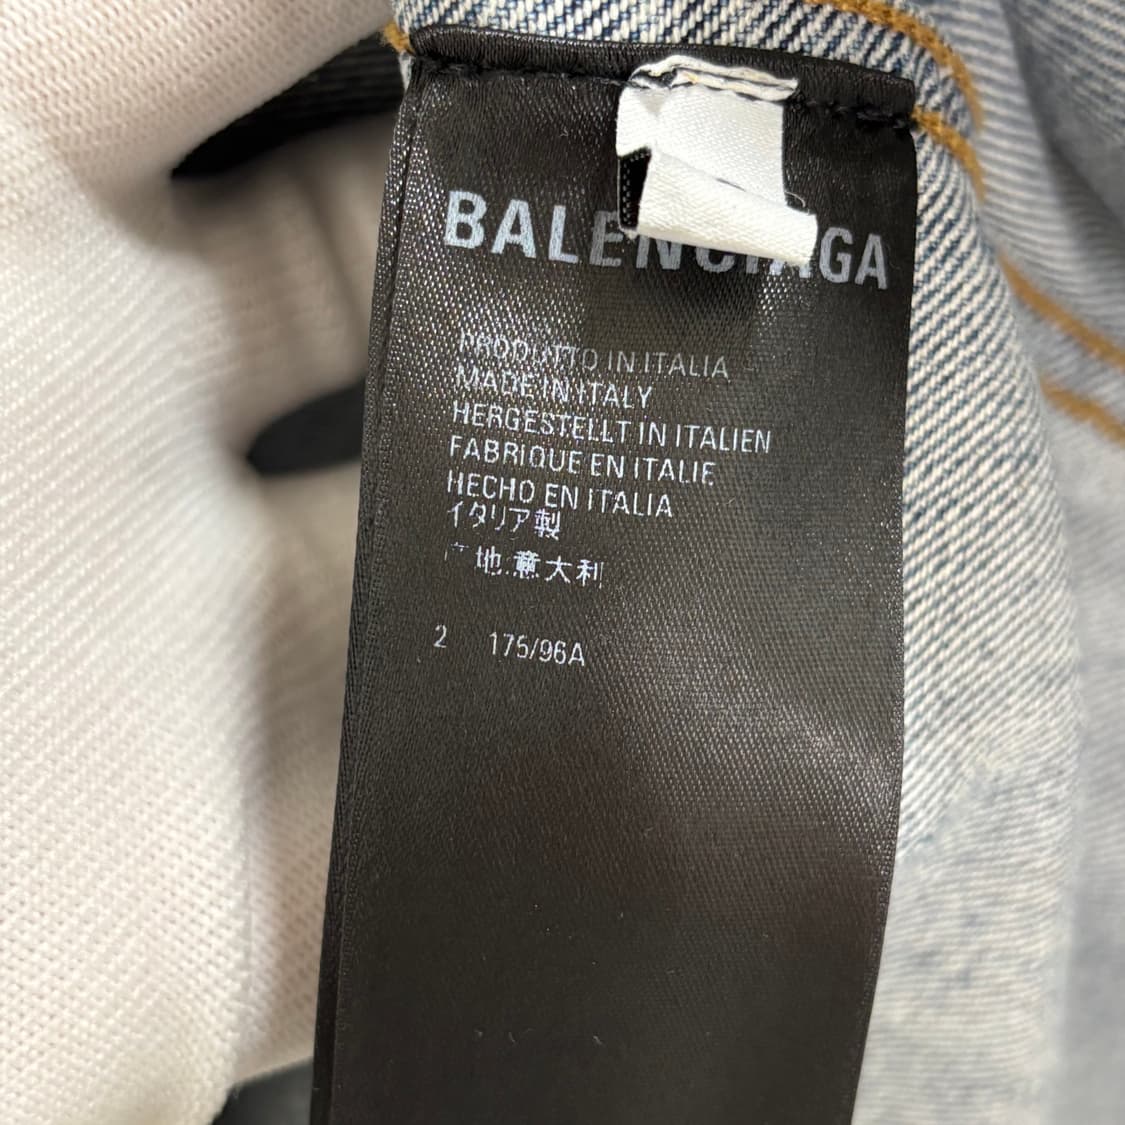 BALENCIAGA
PRODOTTO IN ITALIA
MADE IN ITALY
HERGESTELLT IN ITALIEN
FABRIQUE EN ITALIE
HECHO EN ITALIA
イタリア製
地:意大利
2 175/96A